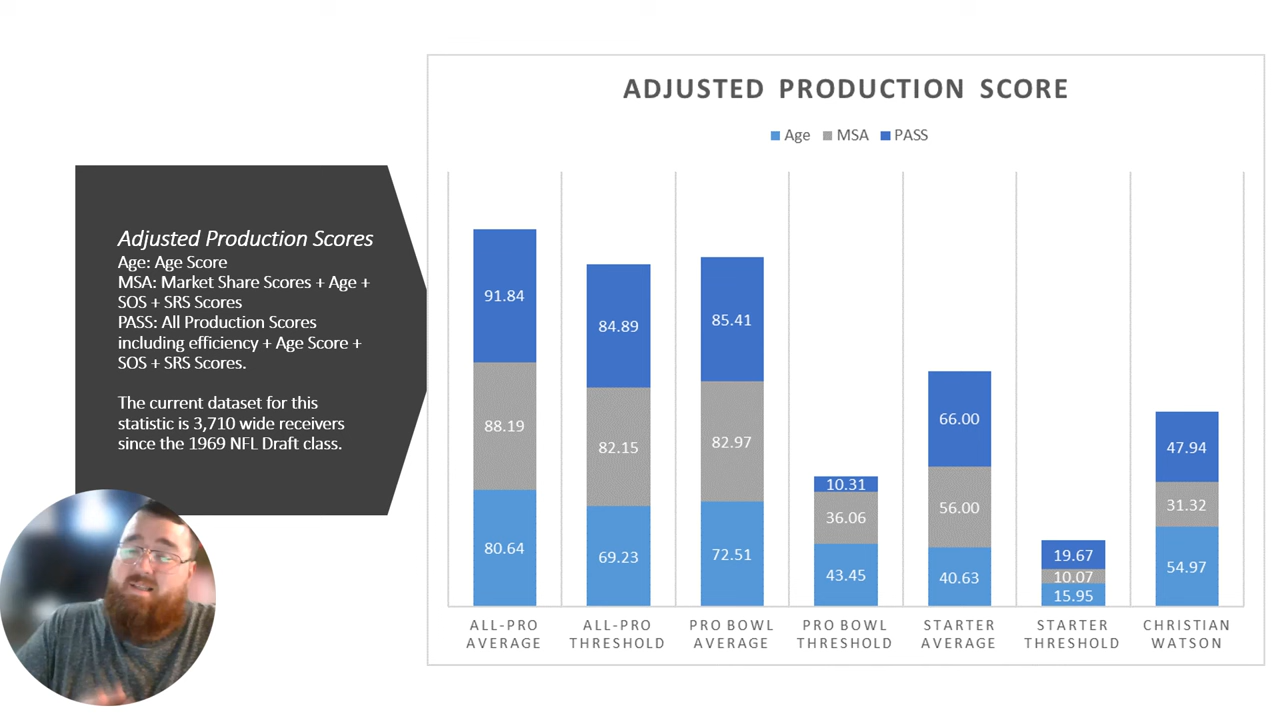 ADJUSTED PRODUCTION SCORE
Age MSA PASS
Adjusted Production Scores
Age: Age Score
MSA: Market Share Scores + Age +
SOS + SRS Scores
PASS: All Production Scores
including efficiency + Age Score +
SOS + SRS Scores.
The current dataset for this
statistic is 3,710 wide receivers
since the 1969 NFL Draft class.
91.84
88.19
80.64
84.89
82.15
69.23
85.41
82.97
72.51
10.31
36.06
43.45
66.00
56.00
40.63
19.67
10.07
15.95
47.94
31.32
54.97
ALL-PRO
AVERAGE
ALL-PRO
THRESHOLD
PRO BOWL
AVERAGE
PRO BOWL
THRESHOLD
STARTER
AVERAGE
STARTER
THRESHOLD
CHRISTIAN
WATSON